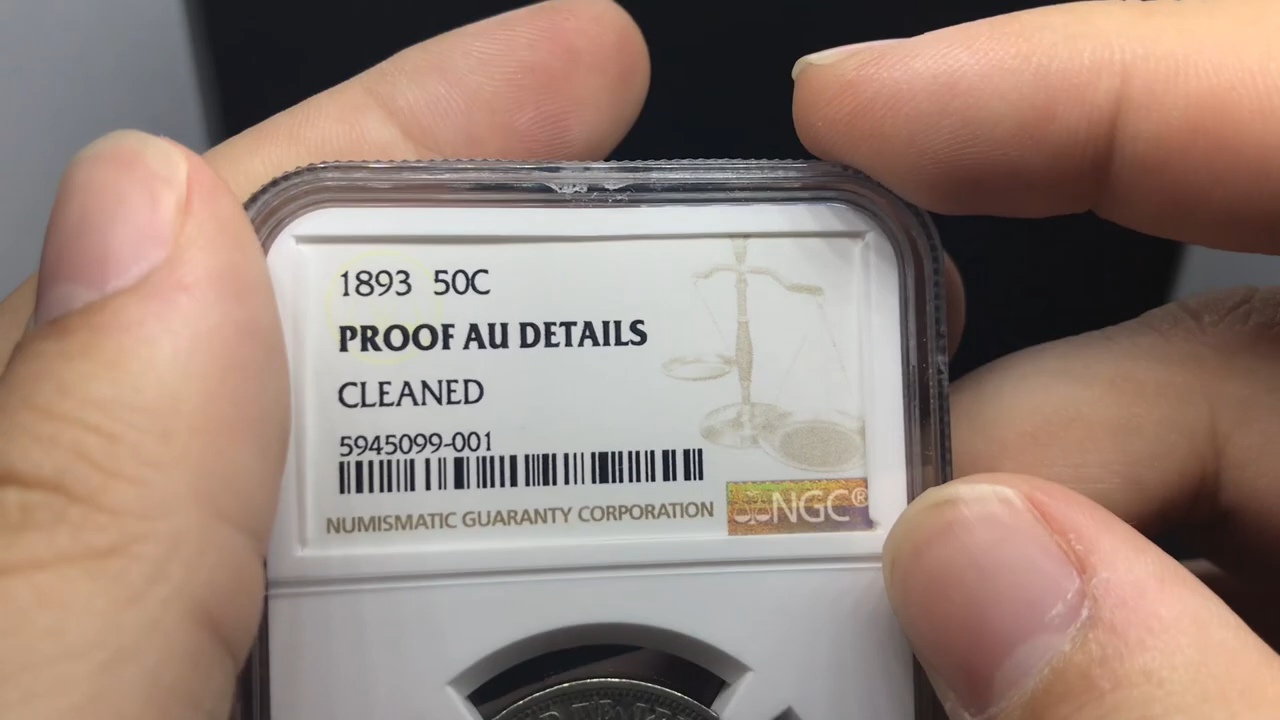 1893 50C
PROOF AU DETAILS
CLEANED
5945099-001
NUMISMATIC GUARANTY CORPORATION
NGC®